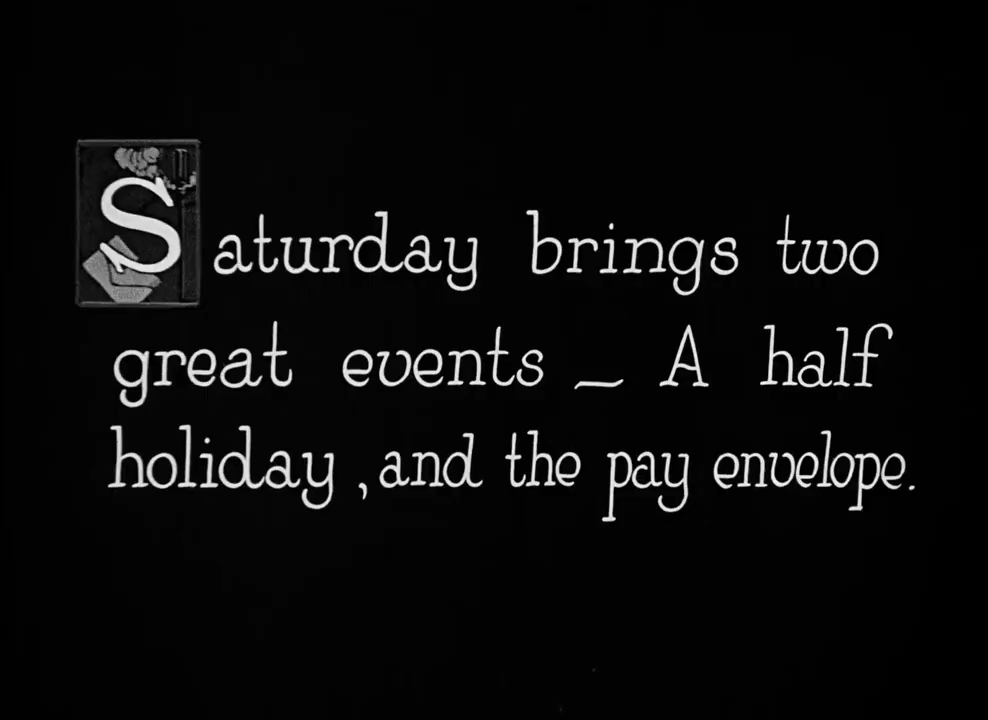 Saturday brings two
great events — A half
holiday, and the pay envelope.